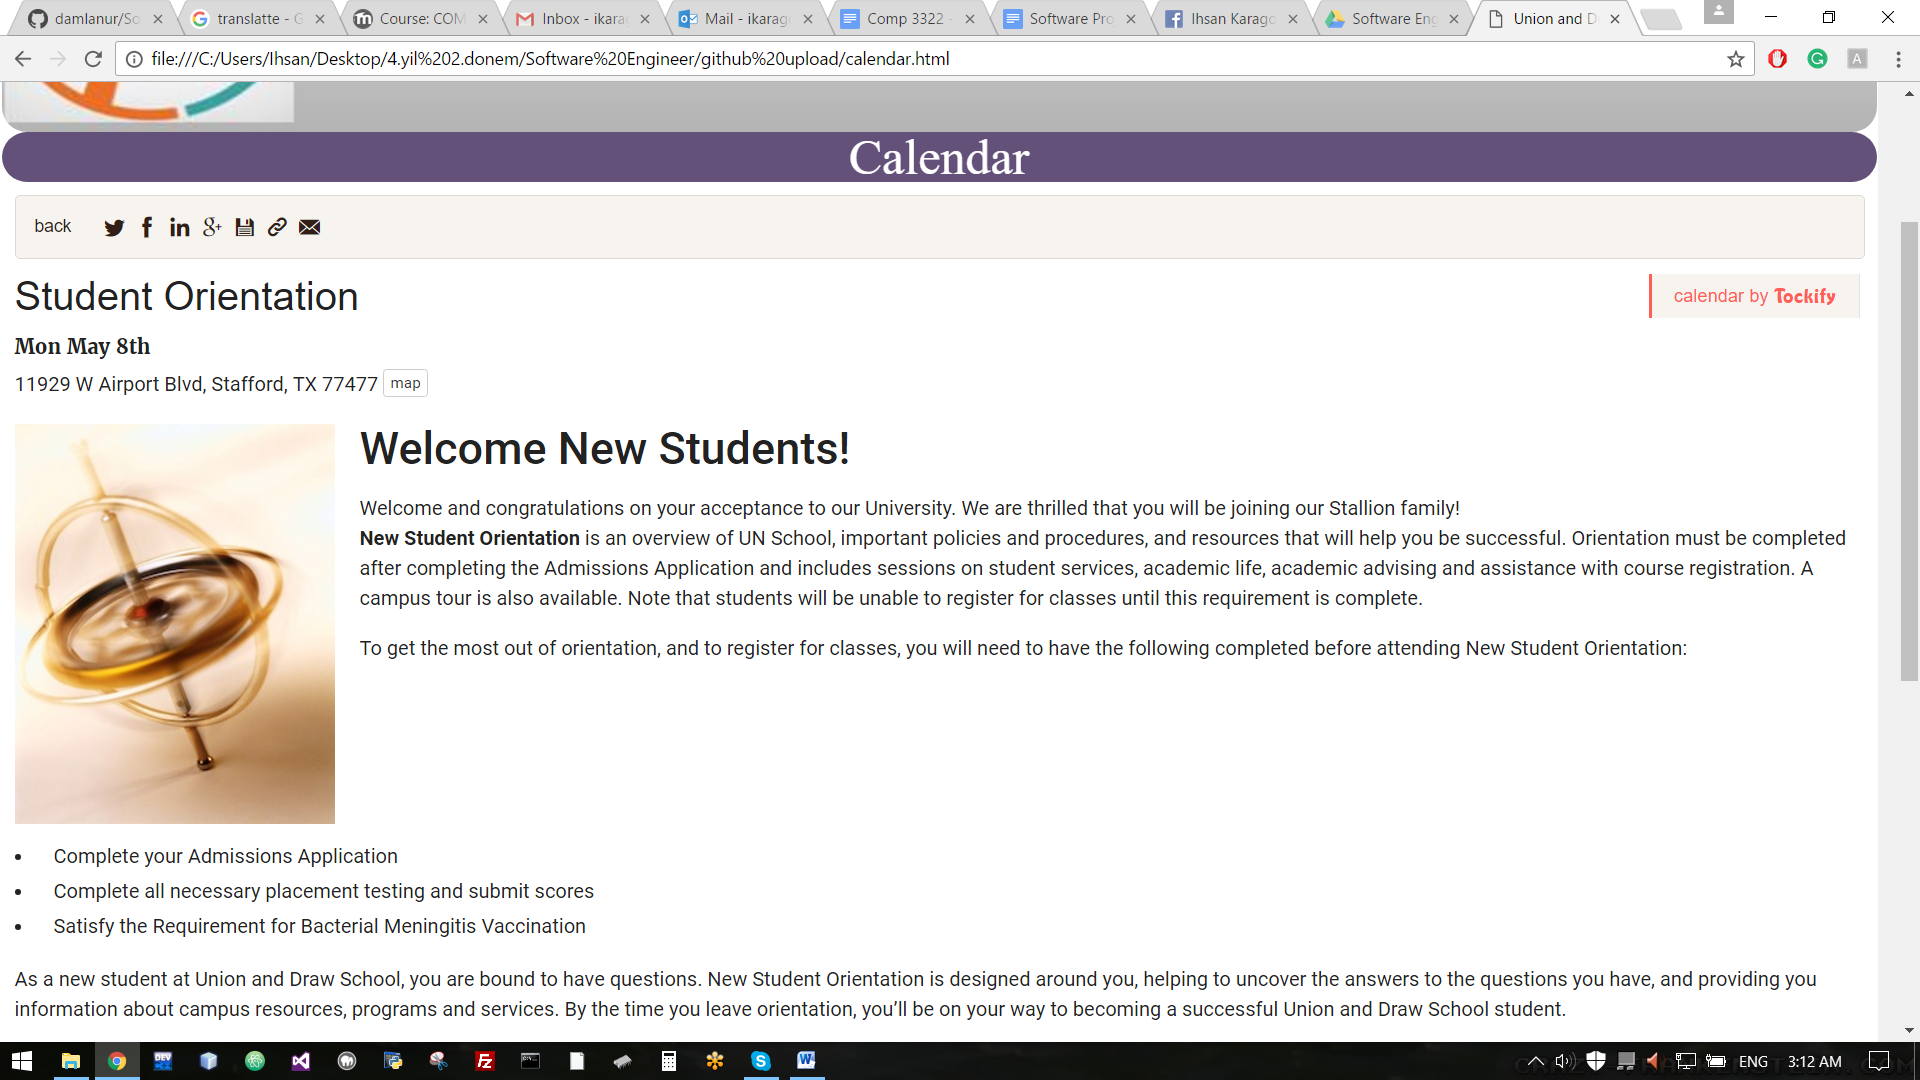 damlanur/So
translatte - G
Course: COM
Inbox - ikarag
Mail - ikarag
Comp 3322 -
Software Pro
Ihsan Karago
Software Eng
Union and D
file:///C:/Users/Ihsan/Desktop/4.yil%202.donem/Software%20Engineer/github%20upload/calendar.html
Calendar
back
Student Orientation
calendar by Tockify
Mon May 8th
11929 W Airport Blvd, Stafford, TX 77477 map
Welcome New Students!
Welcome and congratulations on your acceptance to our University. We are thrilled that you will be joining our Stallion family!
New Student Orientation is an overview of UN School, important policies and procedures, and resources that will help you be successful. Orientation must be completed
after completing the Admissions Application and includes sessions on student services, academic life, academic advising and assistance with course registration. A
campus tour is also available. Note that students will be unable to register for classes until this requirement is complete.
To get the most out of orientation, and to register for classes, you will need to have the following completed before attending New Student Orientation:
• Complete your Admissions Application
• Complete all necessary placement testing and submit scores
• Satisfy the Requirement for Bacterial Meningitis Vaccination
As a new student at Union and Draw School, you are bound to have questions. New Student Orientation is designed around you, helping to uncover the answers to the questions you have, and providing you
information about campus resources, programs and services. By the time you leave orientation, you’ll be on your way to becoming a successful Union and Draw School student.
ENG 3:12 AM